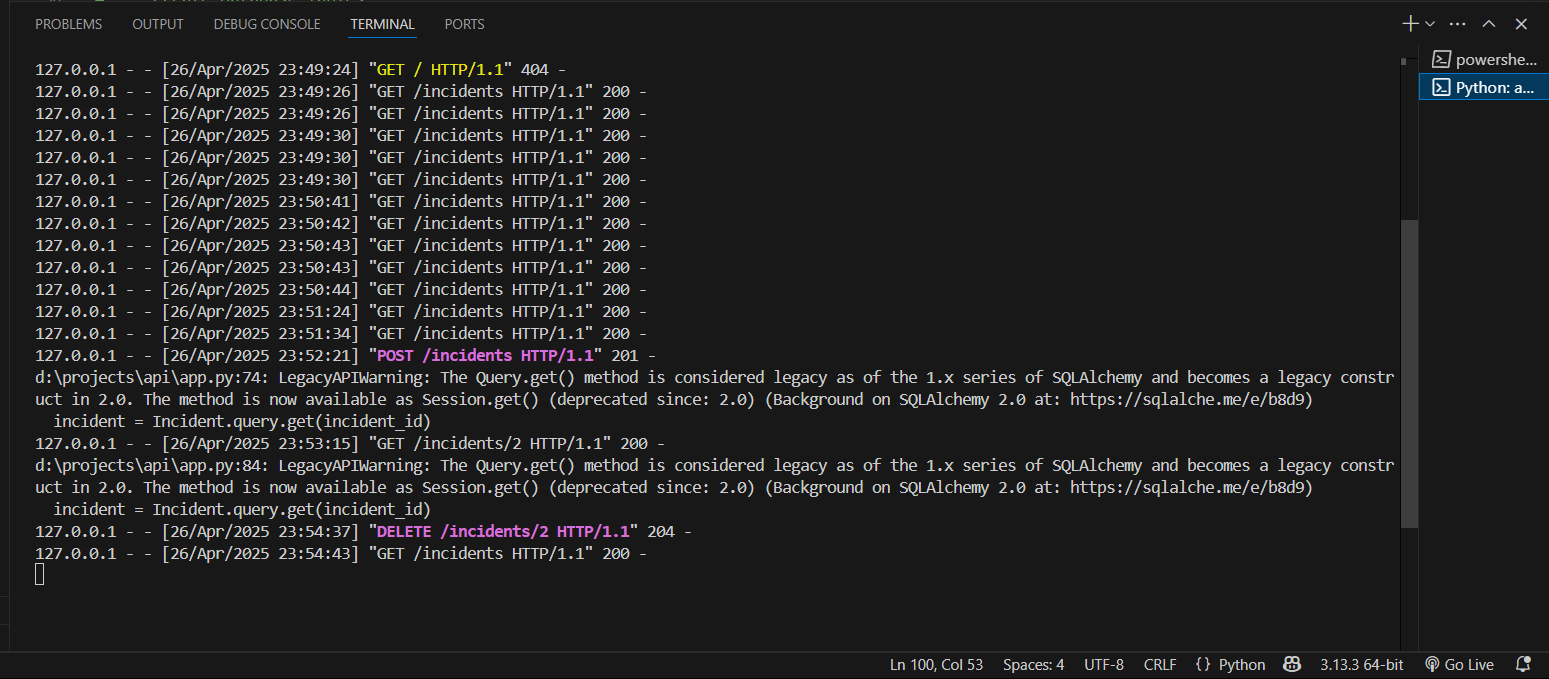 PROBLEMS OUTPUT DEBUG CONSOLE TERMINAL PORTS
127.0.0.1 - - [26/Apr/2025 23:49:24] "GET / HTTP/1.1" 404 -
127.0.0.1 - - [26/Apr/2025 23:49:26] "GET /incidents HTTP/1.1" 200 -
127.0.0.1 - - [26/Apr/2025 23:49:26] "GET /incidents HTTP/1.1" 200 -
127.0.0.1 - - [26/Apr/2025 23:49:30] "GET /incidents HTTP/1.1" 200 -
127.0.0.1 - - [26/Apr/2025 23:49:30] "GET /incidents HTTP/1.1" 200 -
127.0.0.1 - - [26/Apr/2025 23:49:30] "GET /incidents HTTP/1.1" 200 -
127.0.0.1 - - [26/Apr/2025 23:50:41] "GET /incidents HTTP/1.1" 200 -
127.0.0.1 - - [26/Apr/2025 23:50:42] "GET /incidents HTTP/1.1" 200 -
127.0.0.1 - - [26/Apr/2025 23:50:43] "GET /incidents HTTP/1.1" 200 -
127.0.0.1 - - [26/Apr/2025 23:50:43] "GET /incidents HTTP/1.1" 200 -
127.0.0.1 - - [26/Apr/2025 23:50:44] "GET /incidents HTTP/1.1" 200 -
127.0.0.1 - - [26/Apr/2025 23:51:24] "GET /incidents HTTP/1.1" 200 -
127.0.0.1 - - [26/Apr/2025 23:51:34] "GET /incidents HTTP/1.1" 200 -
127.0.0.1 - - [26/Apr/2025 23:52:21] "POST /incidents HTTP/1.1" 201 -
d:\projects\api\app.py:74: LegacyAPIWarning: The Query.get() method is considered legacy as of the 1.x series of SQLAlchemy and becomes a legacy constr
uct in 2.0. The method is now available as Session.get() (deprecated since: 2.0) (Background on SQLAlchemy 2.0 at: https://sqlalche.me/e/b8d9)
  incident = Incident.query.get(incident_id)
127.0.0.1 - - [26/Apr/2025 23:53:15] "GET /incidents/2 HTTP/1.1" 200 -
d:\projects\api\app.py:84: LegacyAPIWarning: The Query.get() method is considered legacy as of the 1.x series of SQLAlchemy and becomes a legacy constr
uct in 2.0. The method is now available as Session.get() (deprecated since: 2.0) (Background on SQLAlchemy 2.0 at: https://sqlalche.me/e/b8d9)
  incident = Incident.query.get(incident_id)
127.0.0.1 - - [26/Apr/2025 23:54:37] "DELETE /incidents/2 HTTP/1.1" 204 -
127.0.0.1 - - [26/Apr/2025 23:54:43] "GET /incidents HTTP/1.1" 200 -
powershe...
Python: a...
Ln 100, Col 53 Spaces: 4 UTF-8 CRLF {} Python 3.13.3 64-bit Go Live